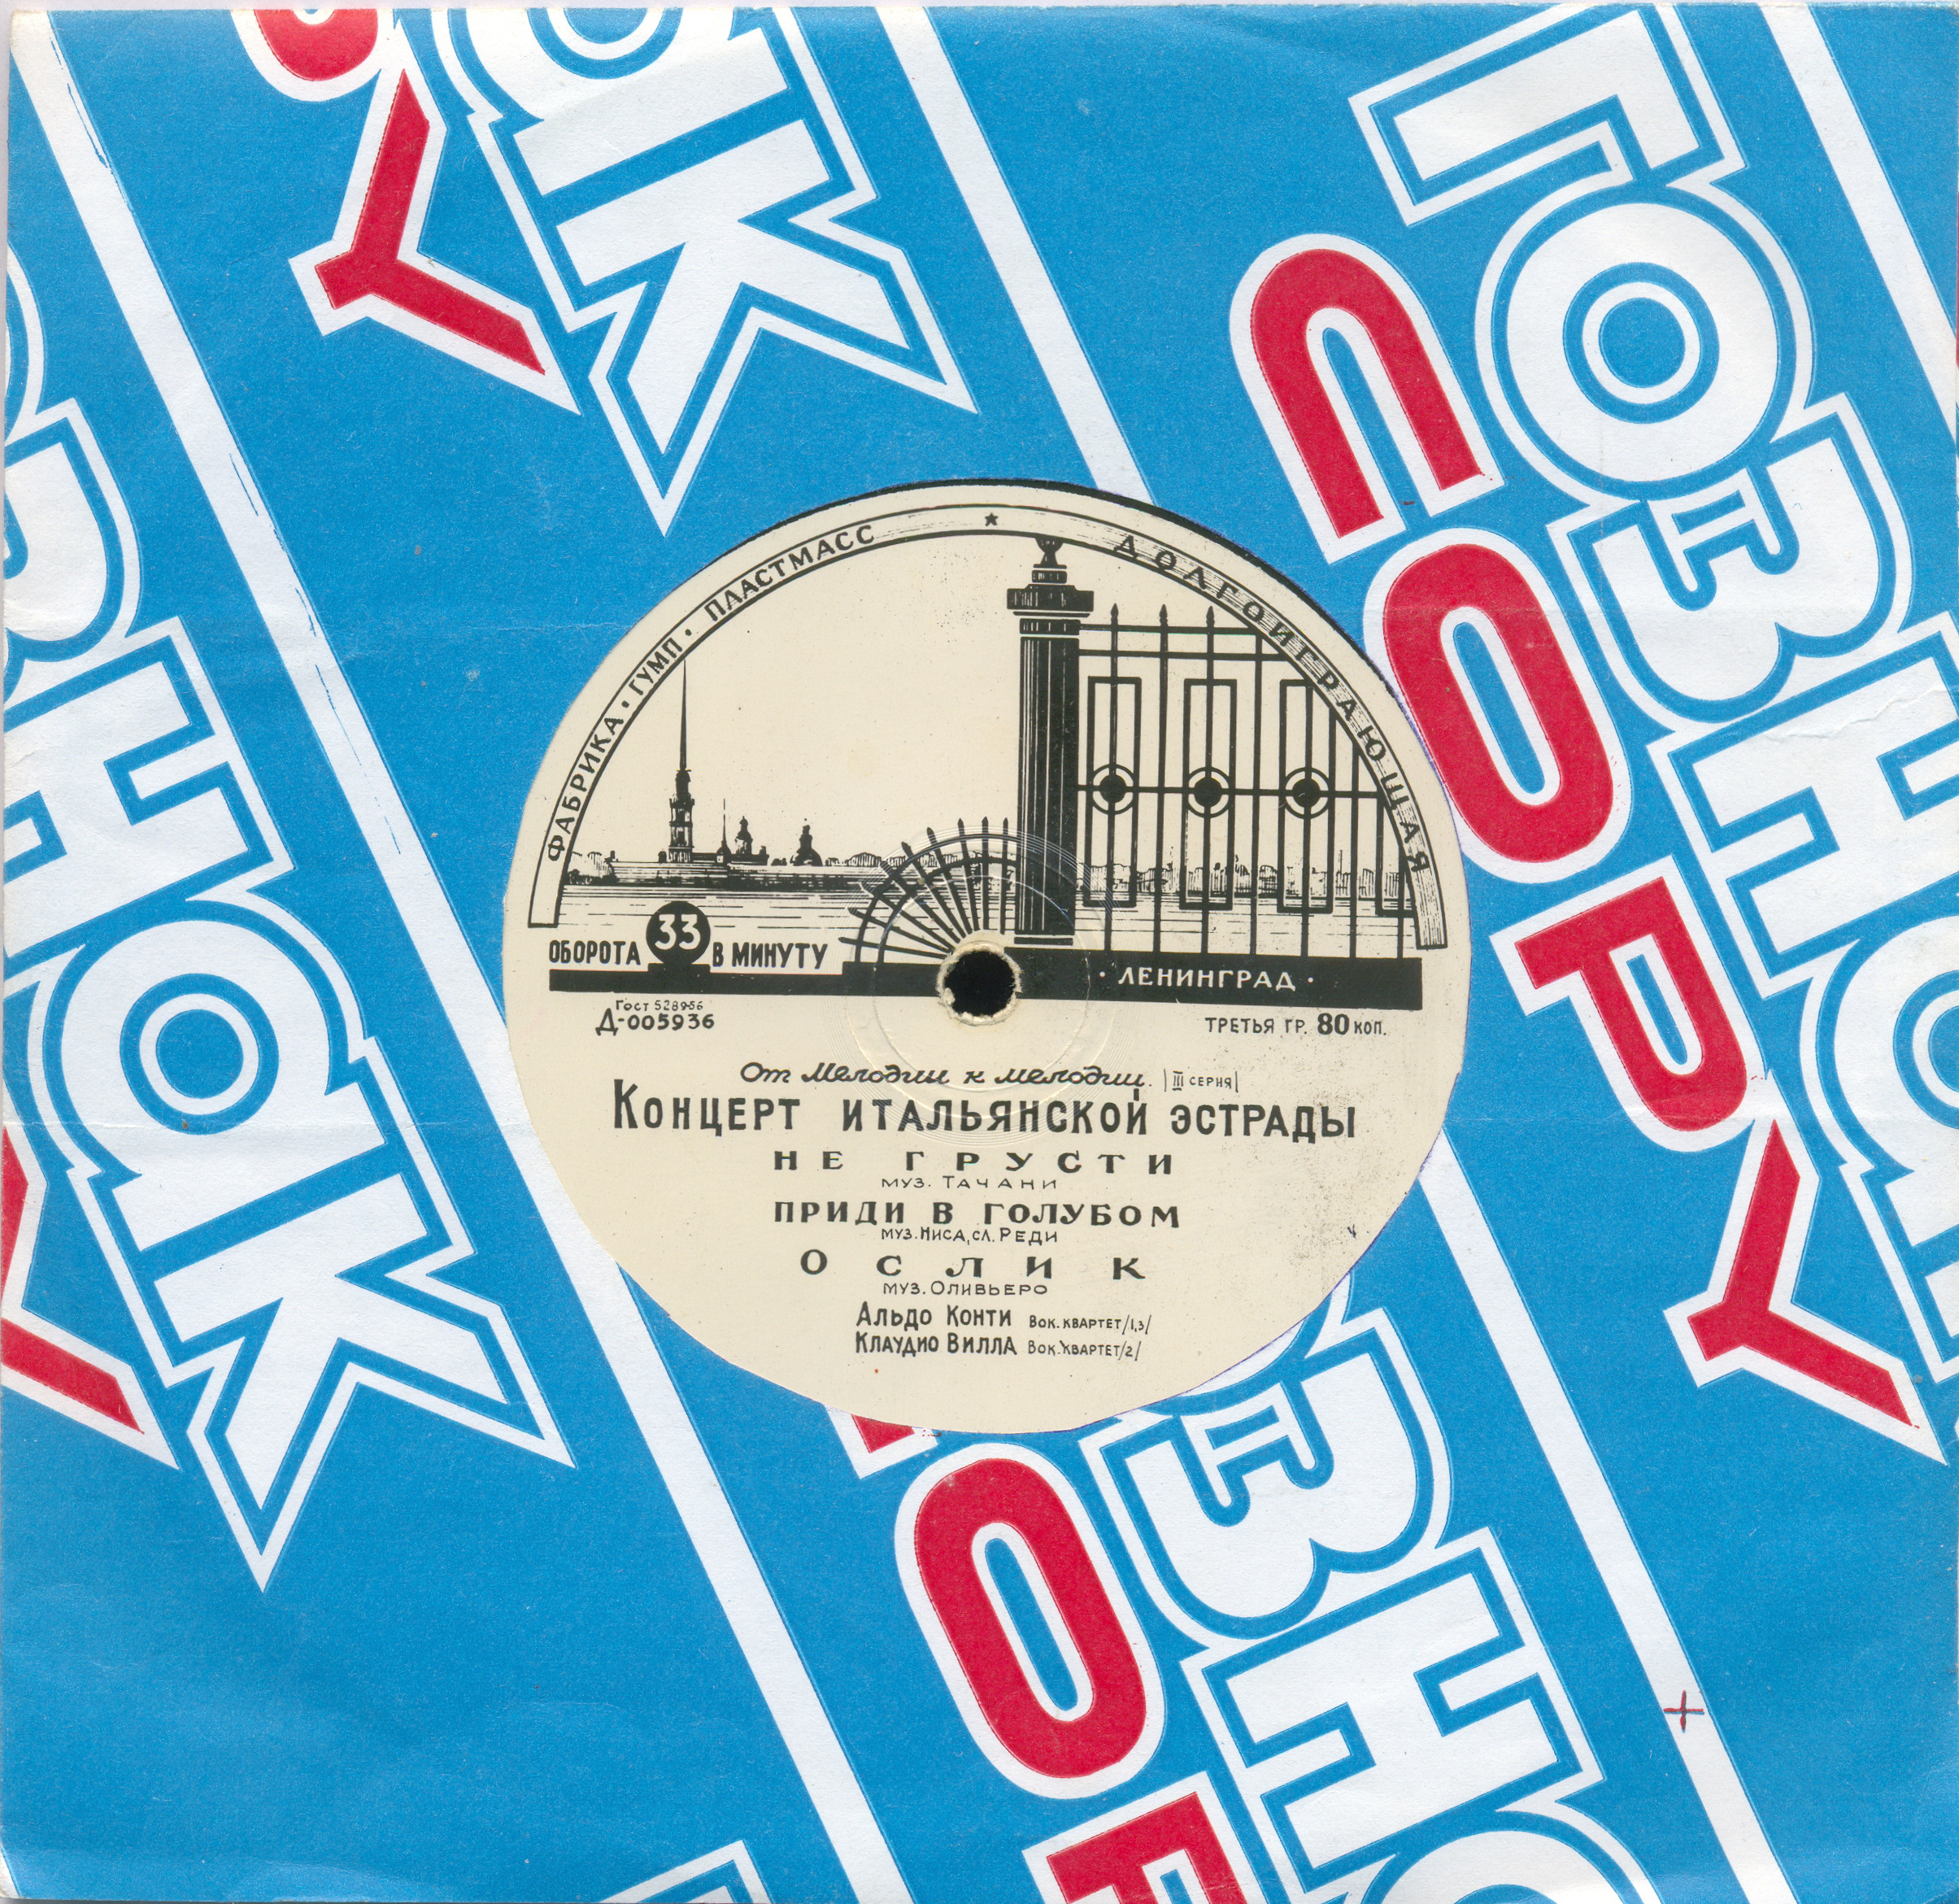 ГОЗНАК
COPY
ФАБРИКА · ГУМП · ПЛАСТМАСС ★ ДОЛГОИГРАЮЩАЯ
ОБОРОТА 33 В МИНУТУ
· ЛЕНИНГРАД ·
Гост 5289-56
Д-005936
ТРЕТЬЯ ГР. 80 КОП.
От мелодии к мелодии. |III СЕРИЯ|
КОНЦЕРТ ИТАЛЬЯНСКОЙ ЭСТРАДЫ
НЕ ГРУСТИ
МУЗ. ТАЧАНИ
ПРИДИ В ГОЛУБОМ
МУЗ. НИСА, СЛ. РЕДИ
ОСЛИК
МУЗ. ОЛИВЬЕРО
АЛЬДО КОНТИ ВОК. КВАРТЕТ /1,3/
КЛАУДИО ВИЛЛА ВОК. КВАРТЕТ /2/